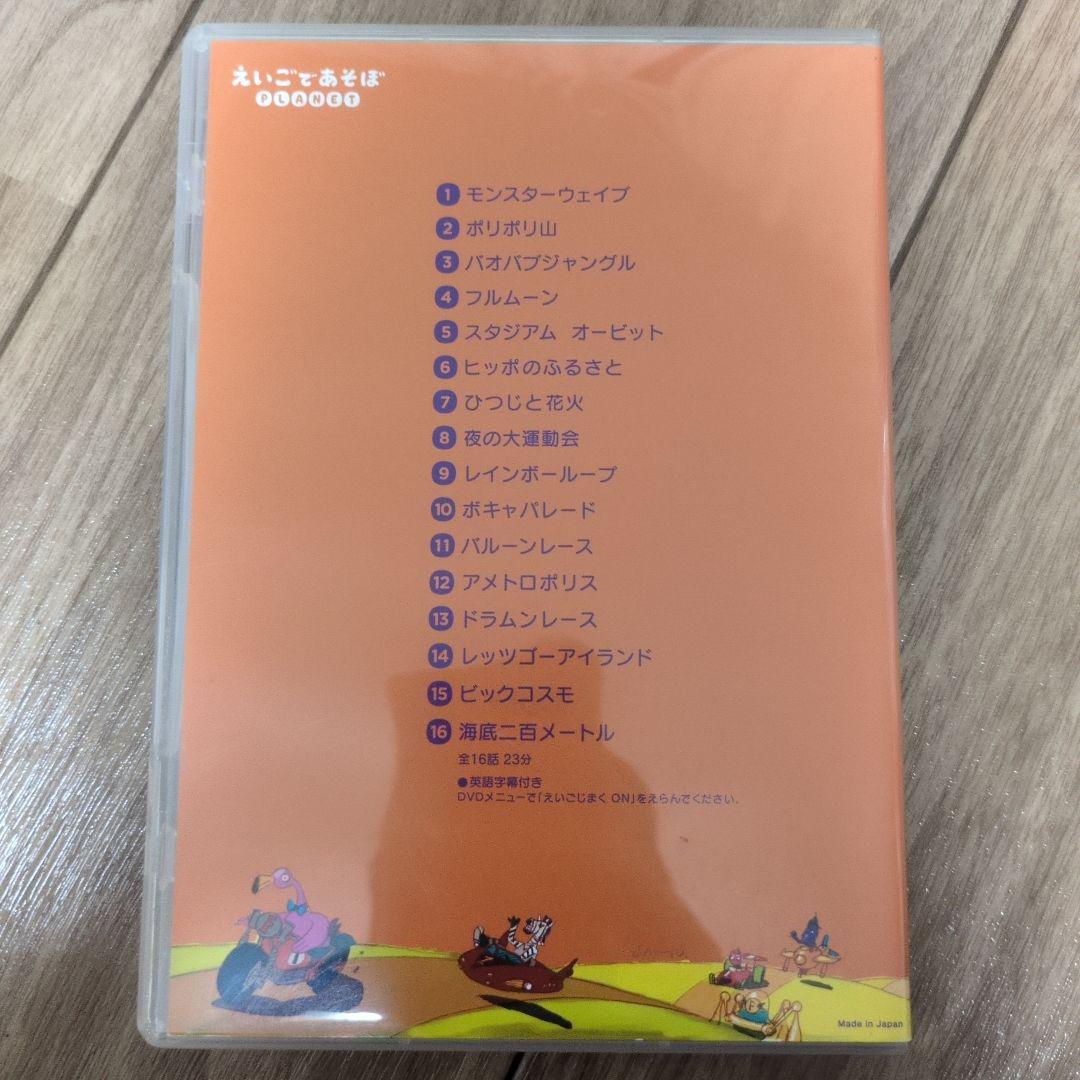 えいごであそぼ
PLANET
1 モンスターウェイブ
2 ポリポリ山
3 バオバブジャングル
4 フルムーン
5 スタジアム オービット
6 ヒッポのふるさと
7 ひつじと花火
8 夜の大運動会
9 レインボーループ
10 ボキャパレード
11 バルーンレース
12 アメトロポリス
13 ドラムンレース
14 レッツゴーアイランド
15 ビックコスモ
16 海底二百メートル
全16話 23分
●英語字幕付き
DVDメニューで「えいごじまく ON」をえらんでください.
Made in Japan